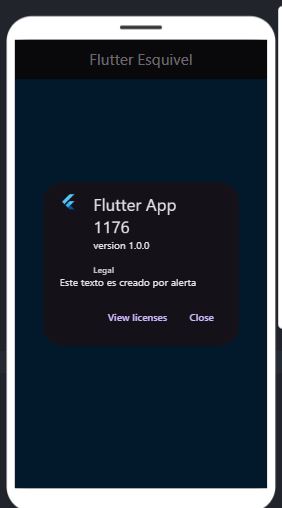 Flutter Esquivel
Flutter App
1176
version 1.0.0
Legal
Este texto es creado por alerta
View licenses Close